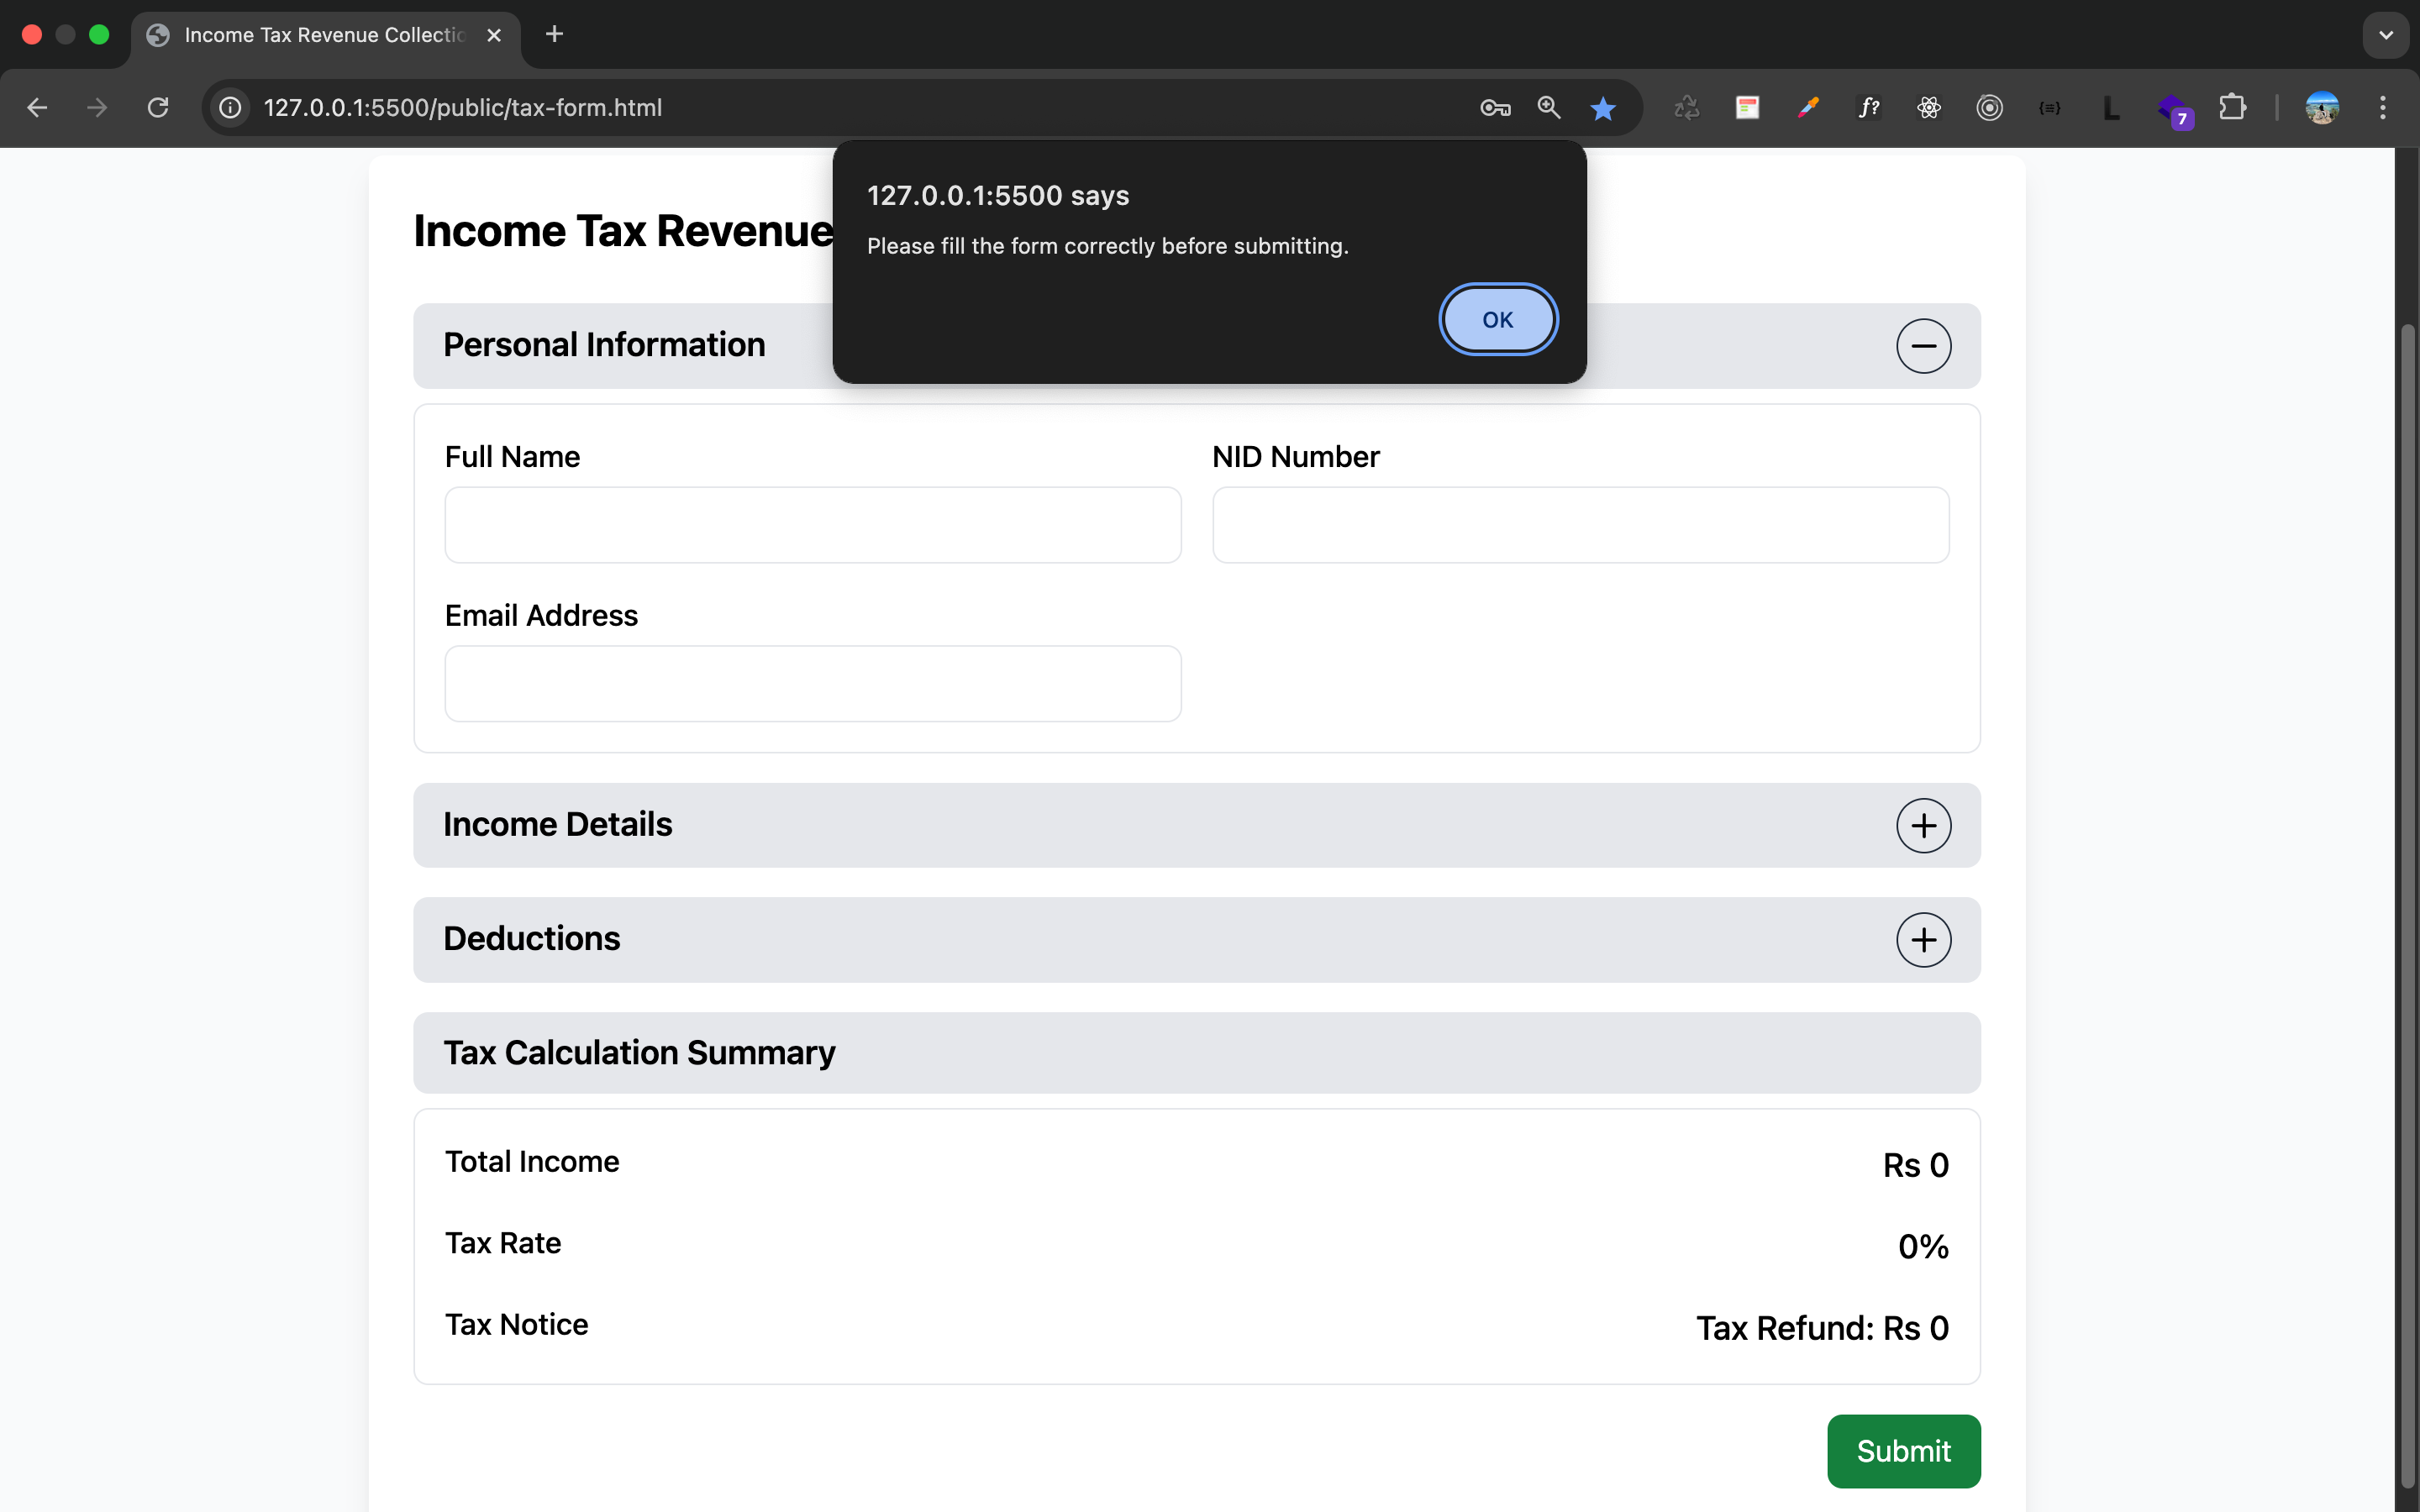 Income Tax Revenue Collectio
127.0.0.1:5500/public/tax-form.html
f?
L
7
127.0.0.1:5500 says
Please fill the form correctly before submitting.
OK
Income Tax Revenue
Personal Information
Full Name
NID Number
Email Address
Income Details
Deductions
Tax Calculation Summary
Total Income
Rs 0
Tax Rate
0%
Tax Notice
Tax Refund: Rs 0
Submit